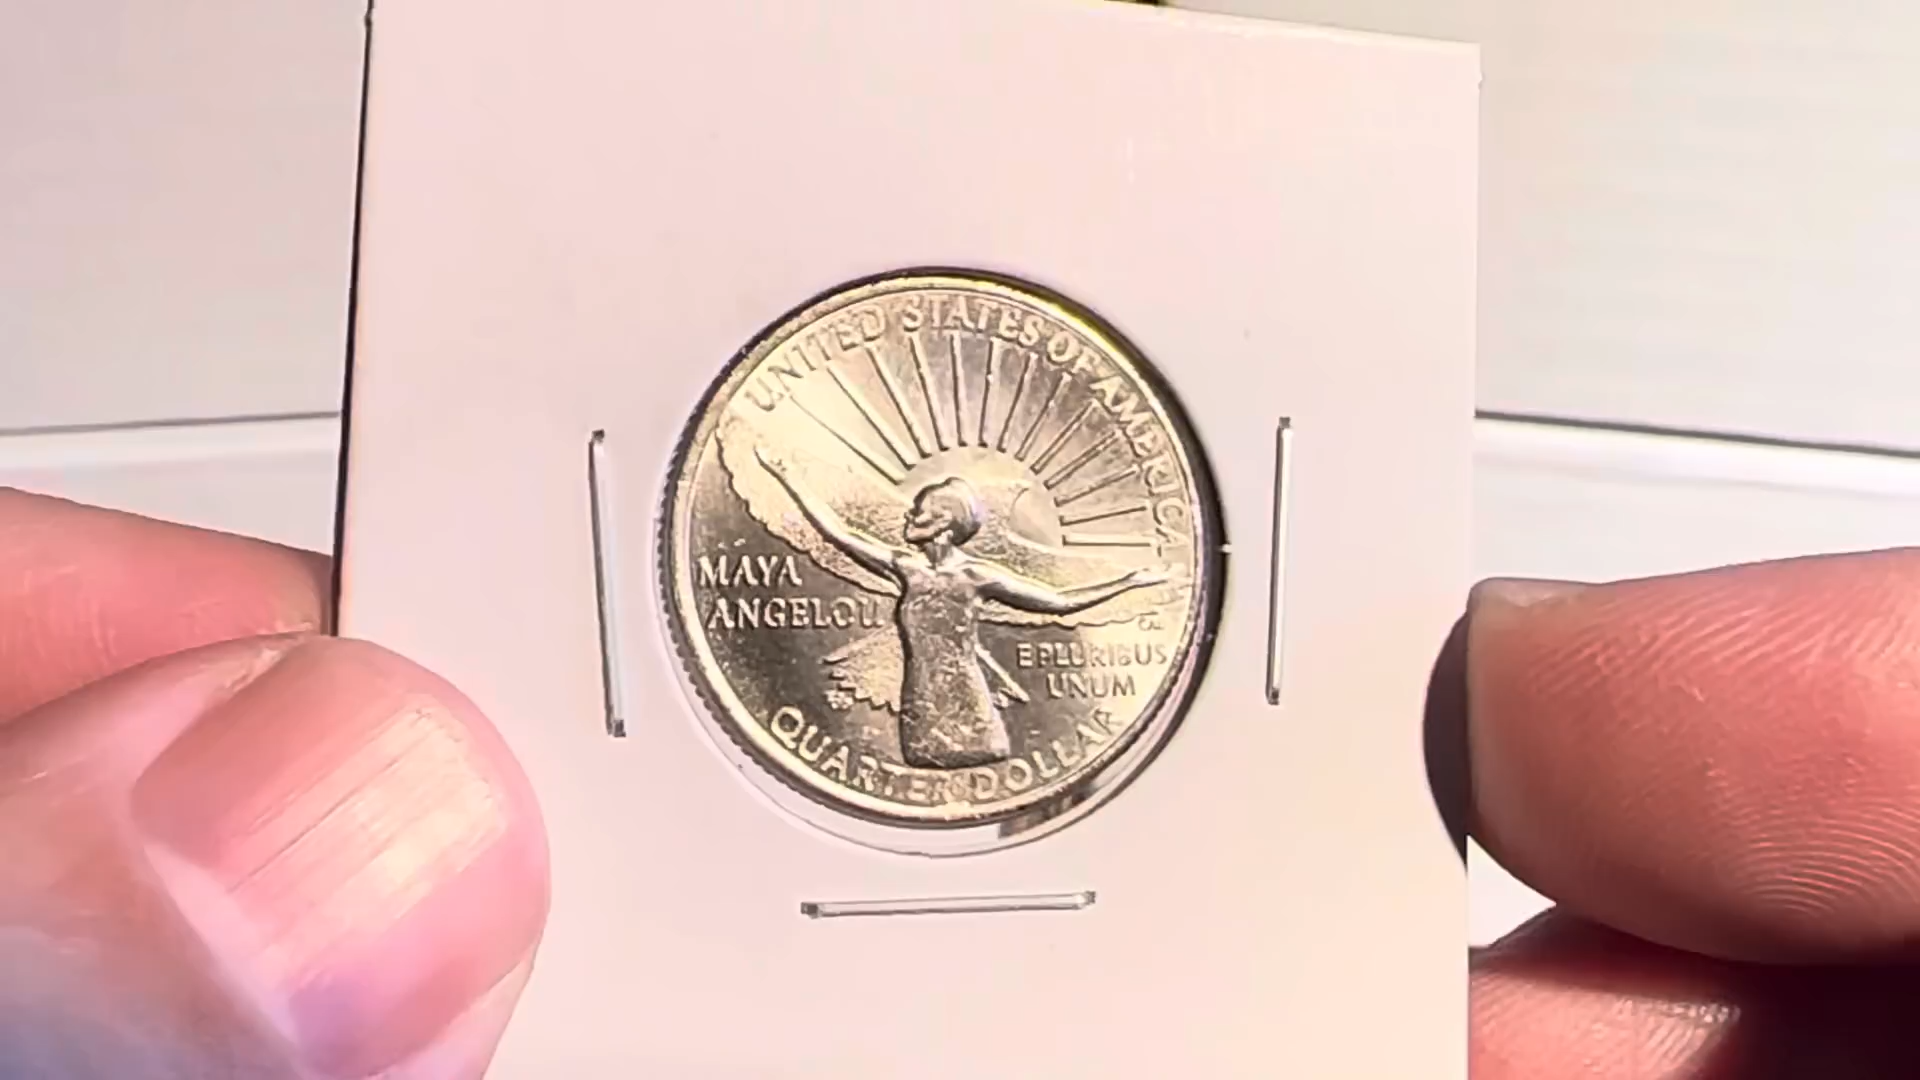 UNITED STATES OF AMERICA
MAYA
ANGELOU
E PLURIBUS
UNUM
QUARTER DOLLAR